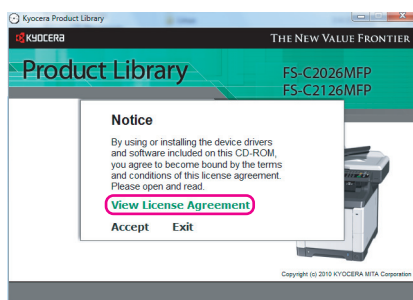 Kyocera Product Library
KYOCERA
THE NEW VALUE FRONTIER
Product Library
FS-C2026MFP
FS-C2126MFP
Notice
By using or installing the device drivers
and software included on this CD-ROM,
you agree to become bound by the terms
and conditions of this license agreement.
Please open and read.
View License Agreement
Accept Exit
Copyright (c) 2010 KYOCERA MITA Corporation